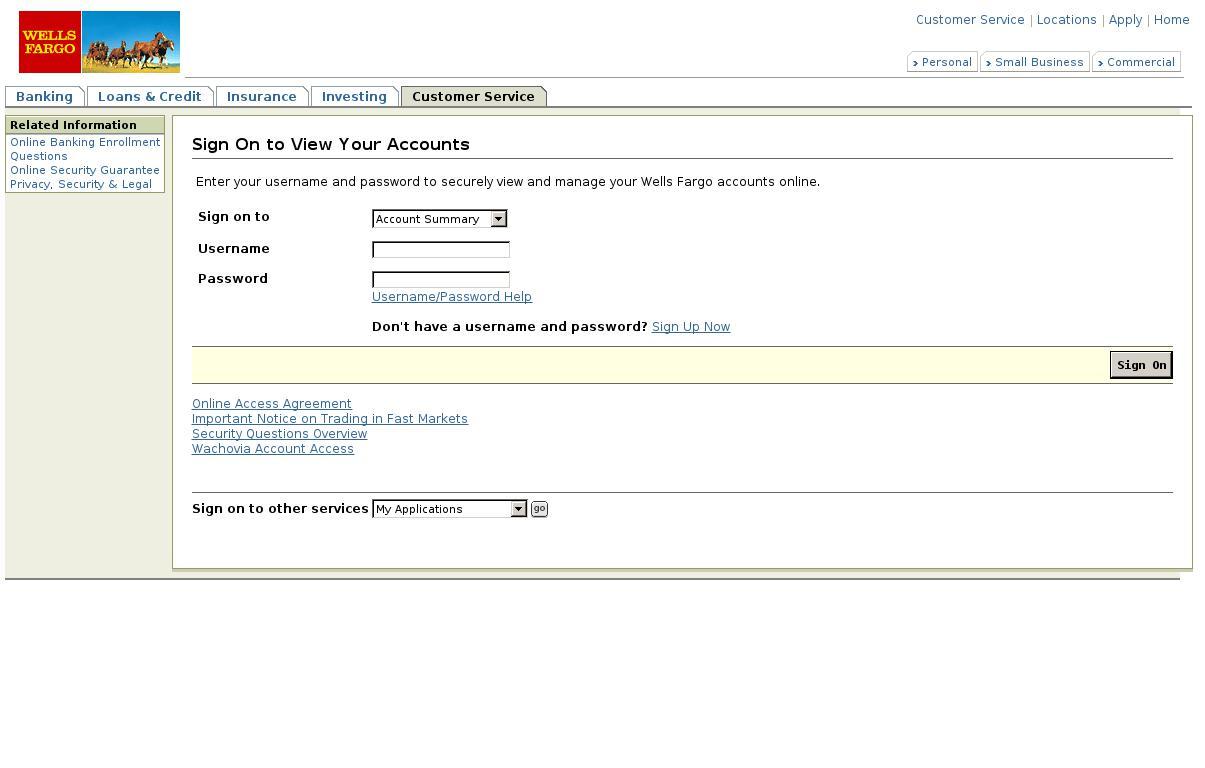 WELLS
FARGO
Customer Service | Locations | Apply | Home
Personal
Small Business
Commercial
Banking
Loans & Credit
Insurance
Investing
Customer Service
Related Information
Online Banking Enrollment
Questions
Online Security Guarantee
Privacy, Security & Legal
Sign On to View Your Accounts
Enter your username and password to securely view and manage your Wells Fargo accounts online.
Sign on to
Account Summary
Username
Password
Username/Password Help
Don't have a username and password? Sign Up Now
Sign On
Online Access Agreement
Important Notice on Trading in Fast Markets
Security Questions Overview
Wachovia Account Access
Sign on to other services My Applications go